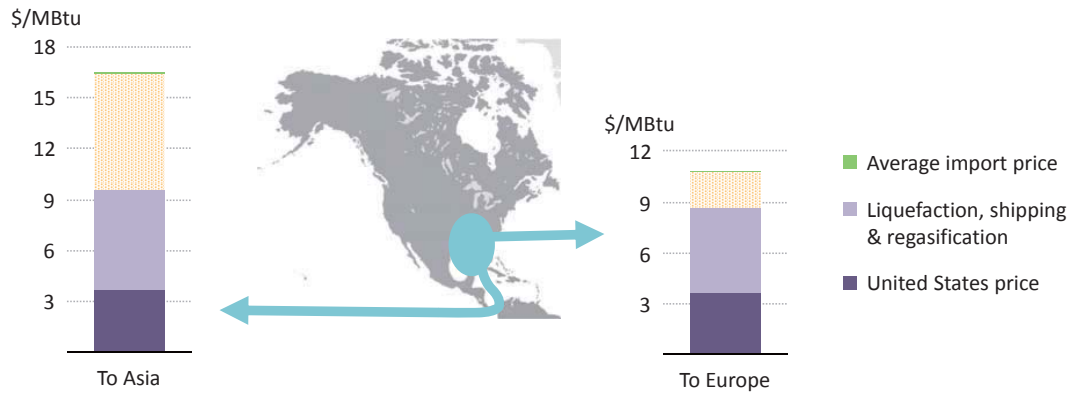 $/MBtu
18
15
12
9
6
3
To Asia
$/MBtu
12
9
6
3
To Europe
Average import price
Liquefaction, shipping
& regasification
United States price